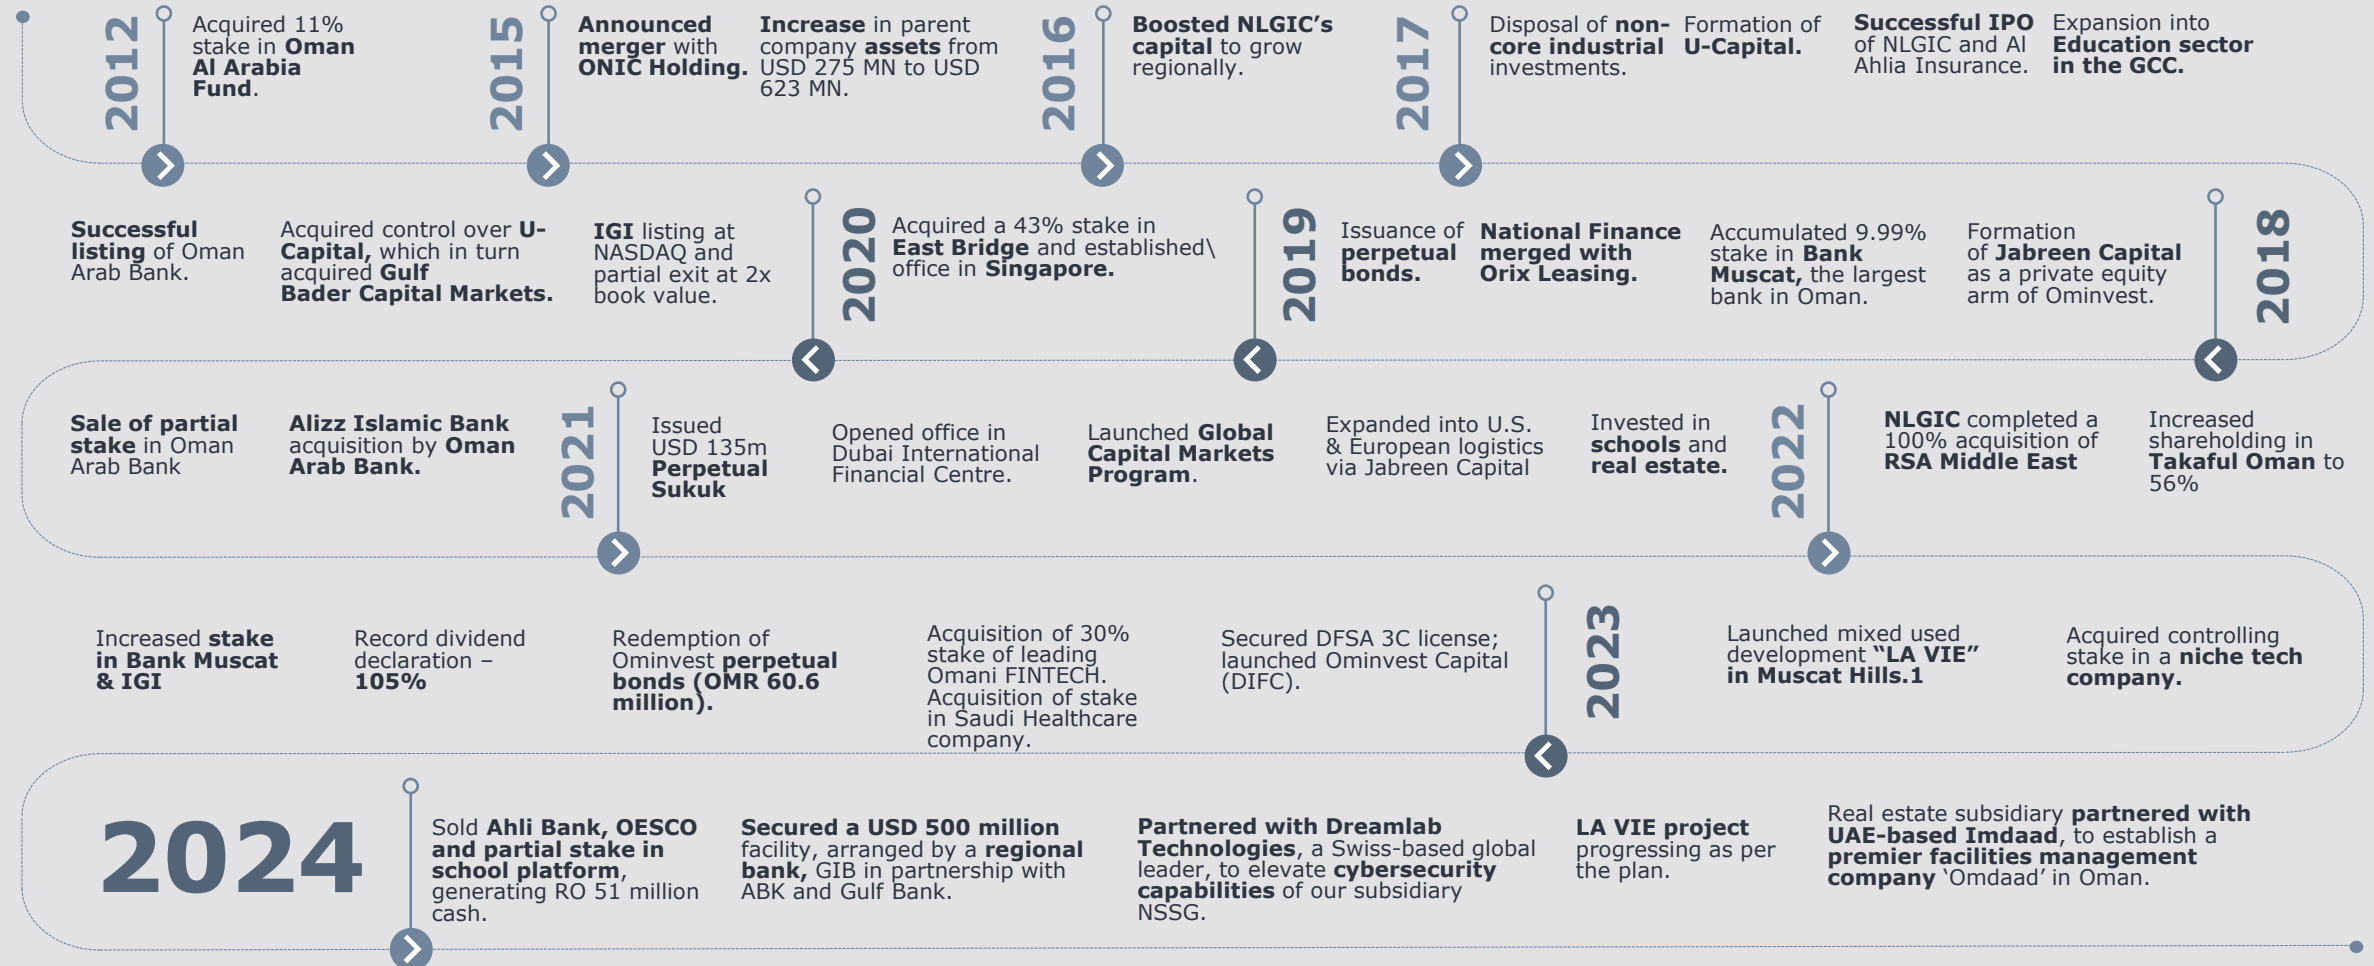 2012
Acquired 11%
stake in Oman
Al Arabia
Fund.
2015
Announced
merger with
ONIC Holding.
Increase in parent
company assets from
USD 275 MN to USD
623 MN.
2016
Boosted NLGIC's
capital to grow
regionally.
2017
Disposal of non-
core industrial
investments.
Formation of
U-Capital.
Successful IPO
of NLGIC and Al
Ahlia Insurance.
Expansion into
Education sector
in the GCC.
2018
Formation
of Jabreen Capital
as a private equity
arm of Ominvest.
Accumulated 9.99%
stake in Bank
Muscat, the largest
bank in Oman.
National Finance
merged with
Orix Leasing.
Issuance of
perpetual
bonds.
2019
Acquired a 43% stake in
East Bridge and established\
office in Singapore.
2020
IGI listing at
NASDAQ and
partial exit at 2x
book value.
Acquired control over U-
Capital, which in turn
acquired Gulf
Bader Capital Markets.
Successful
listing of Oman
Arab Bank.
Sale of partial
stake in Oman
Arab Bank
Alizz Islamic Bank
acquisition by Oman
Arab Bank.
2021
Issued
USD 135m
Perpetual
Sukuk
Opened office in
Dubai International
Financial Centre.
Launched Global
Capital Markets
Program.
Expanded into U.S.
& European logistics
via Jabreen Capital
Invested in
schools and
real estate.
2022
NLGIC completed a
100% acquisition of
RSA Middle East
Increased
shareholding in
Takaful Oman to
56%
Acquired controlling
stake in a niche tech
company.
Launched mixed used
development “LA VIE”
in Muscat Hills.1
2023
Secured DFSA 3C license;
launched Ominvest Capital
(DIFC).
Acquisition of 30%
stake of leading
Omani FINTECH.
Acquisition of stake
in Saudi Healthcare
company.
Redemption of
Ominvest perpetual
bonds (OMR 60.6
million).
Record dividend
declaration –
105%
Increased stake
in Bank Muscat
& IGI
2024
Sold Ahli Bank, OESCO
and partial stake in
school platform,
generating RO 51 million
cash.
Secured a USD 500 million
facility, arranged by a regional
bank, GIB in partnership with
ABK and Gulf Bank.
Partnered with Dreamlab
Technologies, a Swiss-based global
leader, to elevate cybersecurity
capabilities of our subsidiary
NSSG.
LA VIE project
progressing as per
the plan.
Real estate subsidiary partnered with
UAE-based Imdaad, to establish a
premier facilities management
company ‘Omdaad’ in Oman.